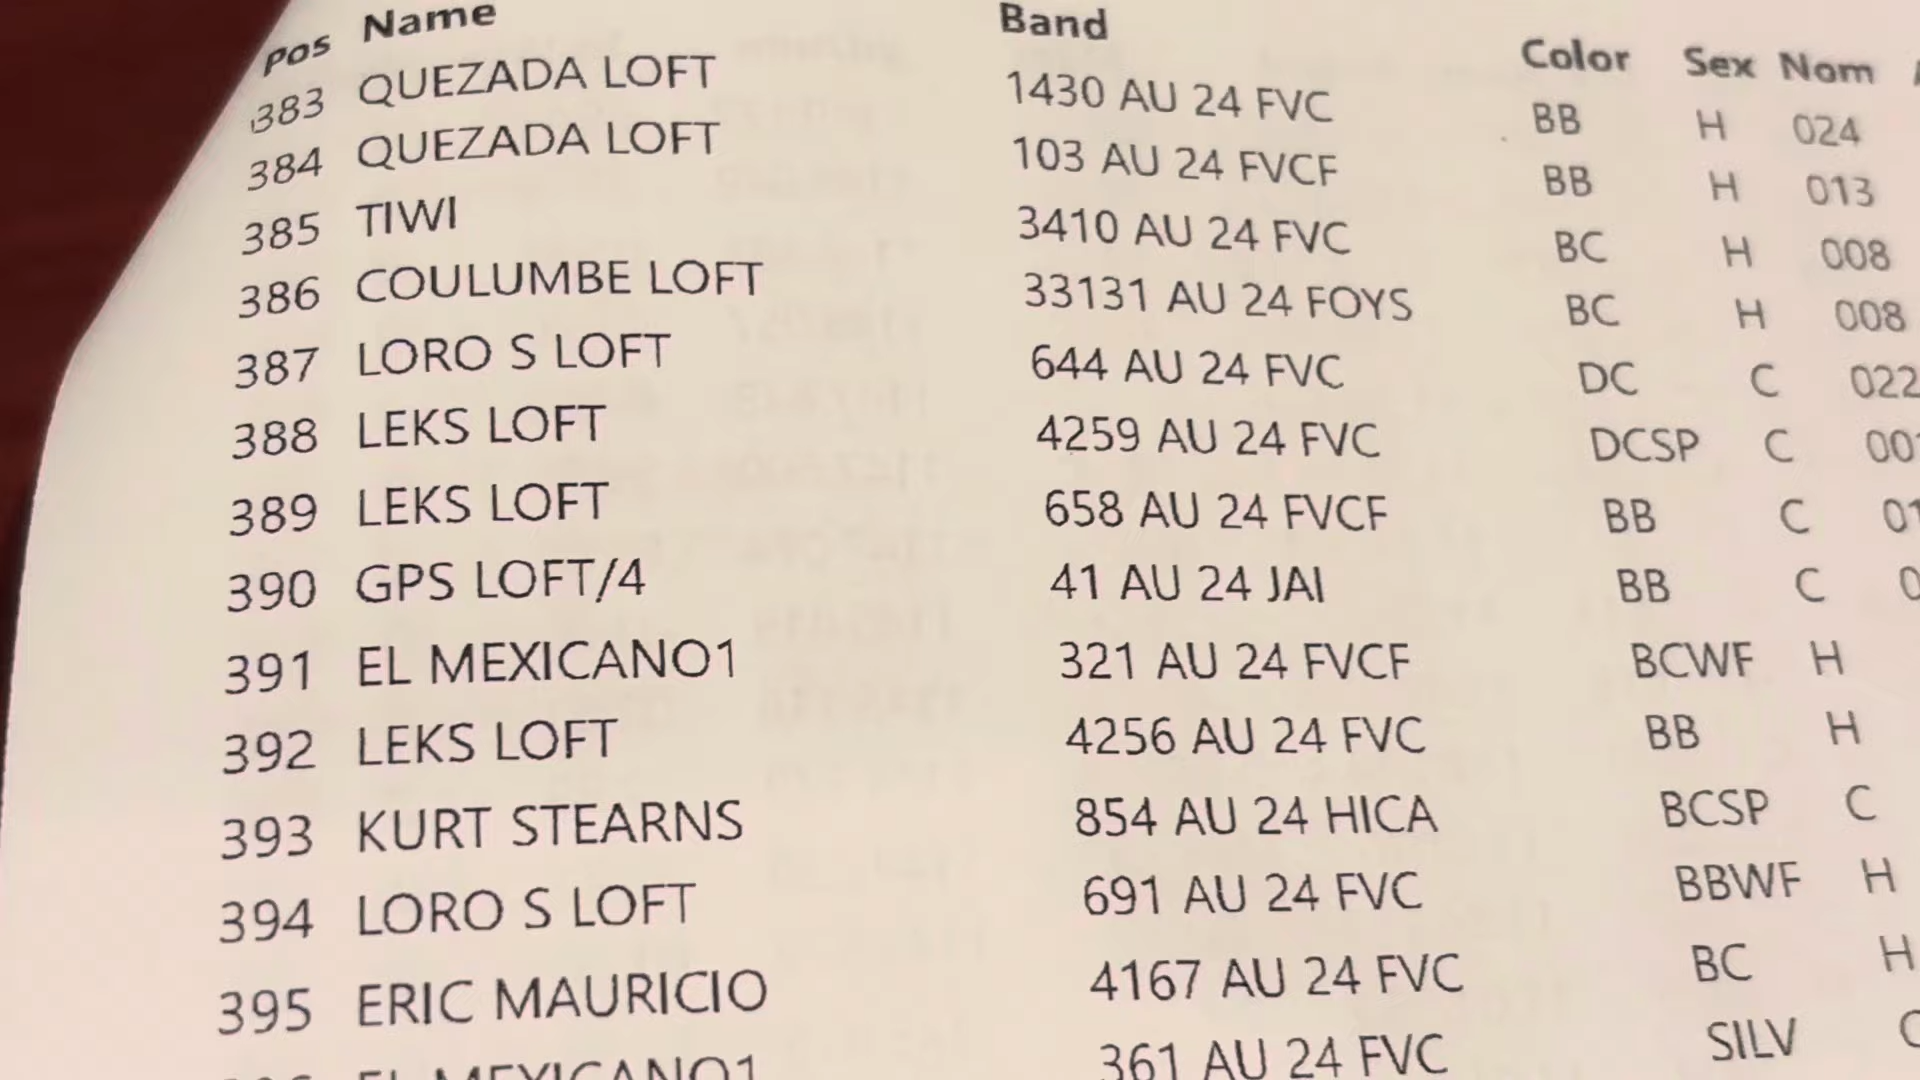 Pos Name Band Color Sex Nom
383 QUEZADA LOFT 1430 AU 24 FVC BB H 024
384 QUEZADA LOFT 103 AU 24 FVCF BB H 013
385 TIWI 3410 AU 24 FVC BC H 008
386 COULUMBE LOFT 33131 AU 24 FOYS BC H 008
387 LORO S LOFT 644 AU 24 FVC DC C 022
388 LEKS LOFT 4259 AU 24 FVC DCSP C
389 LEKS LOFT 658 AU 24 FVCF BB C
390 GPS LOFT/4 41 AU 24 JAI BB C
391 EL MEXICANO1 321 AU 24 FVCF BCWF H
392 LEKS LOFT 4256 AU 24 FVC BB H
393 KURT STEARNS 854 AU 24 HICA BCSP C
394 LORO S LOFT 691 AU 24 FVC BBWF H
395 ERIC MAURICIO 4167 AU 24 FVC BC H
EL MEXICANO1 361 AU 24 FVC SILV